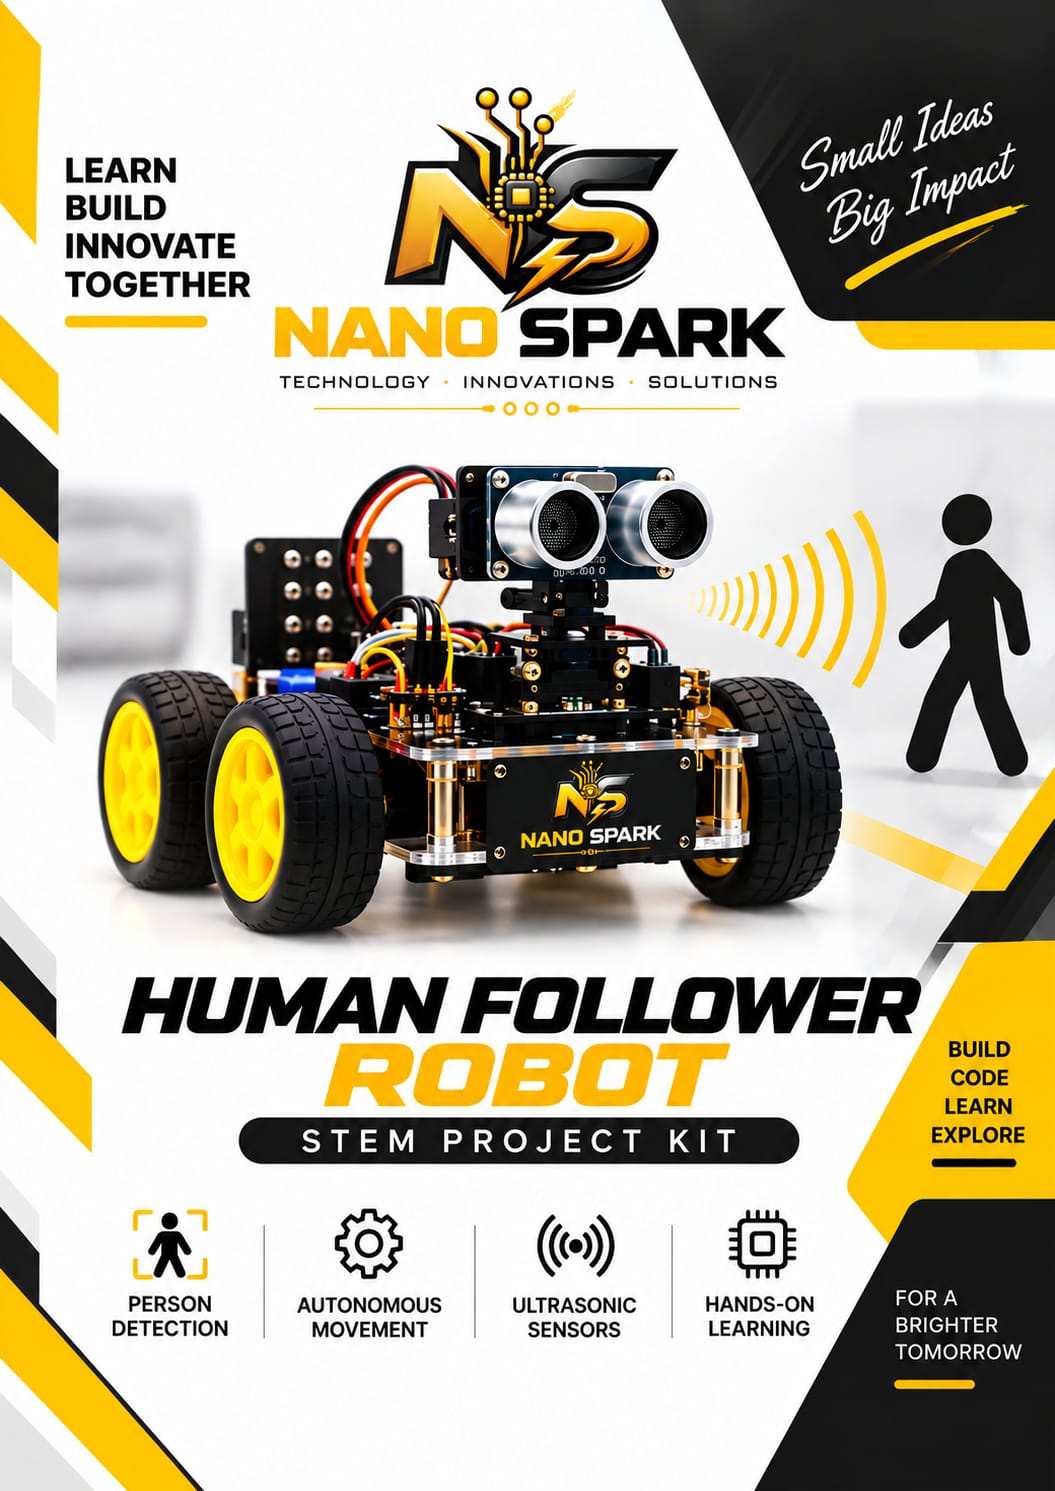 LEARN
BUILD
INNOVATE
TOGETHER
Small Ideas
Big Impact
NS
NANO SPARK
TECHNOLOGY · INNOVATIONS · SOLUTIONS
NS
NANO SPARK
HUMAN FOLLOWER
ROBOT
STEM PROJECT KIT
BUILD
CODE
LEARN
EXPLORE
PERSON
DETECTION
AUTONOMOUS
MOVEMENT
ULTRASONIC
SENSORS
HANDS-ON
LEARNING
FOR A
BRIGHTER
TOMORROW